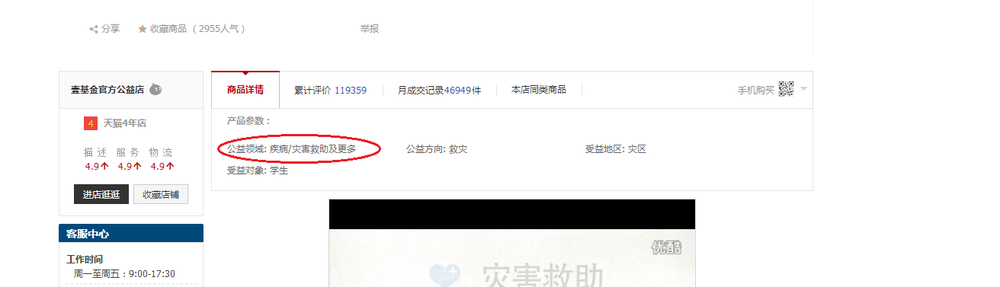 分享 收藏商品 （2955人气） 举报
壹基金官方公益店
4 天猫4年店
描 述 服 务 物 流
4.9 4.9 4.9
进店逛逛 收藏店铺
客服中心
工作时间
周一至周五：9:00-17:30
商品详情 累计评价 119359 月成交记录46949件 本店同类商品 手机购买
产品参数：
公益领域: 疾病/灾害救助及更多 公益方向: 救灾 受益地区: 灾区
受益对象: 学生
优酷
灾害救助